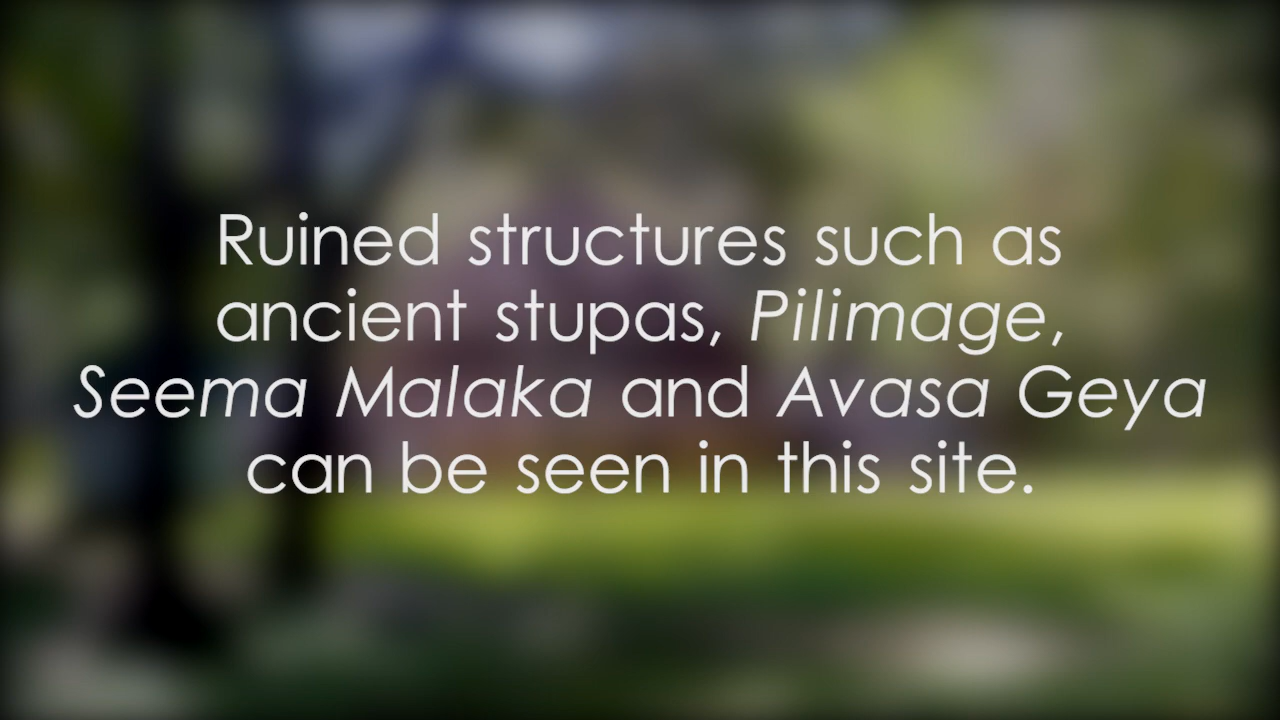 Ruined structures such as
ancient stupas, Pilimage,
Seema Malaka and Avasa Geya
can be seen in this site.